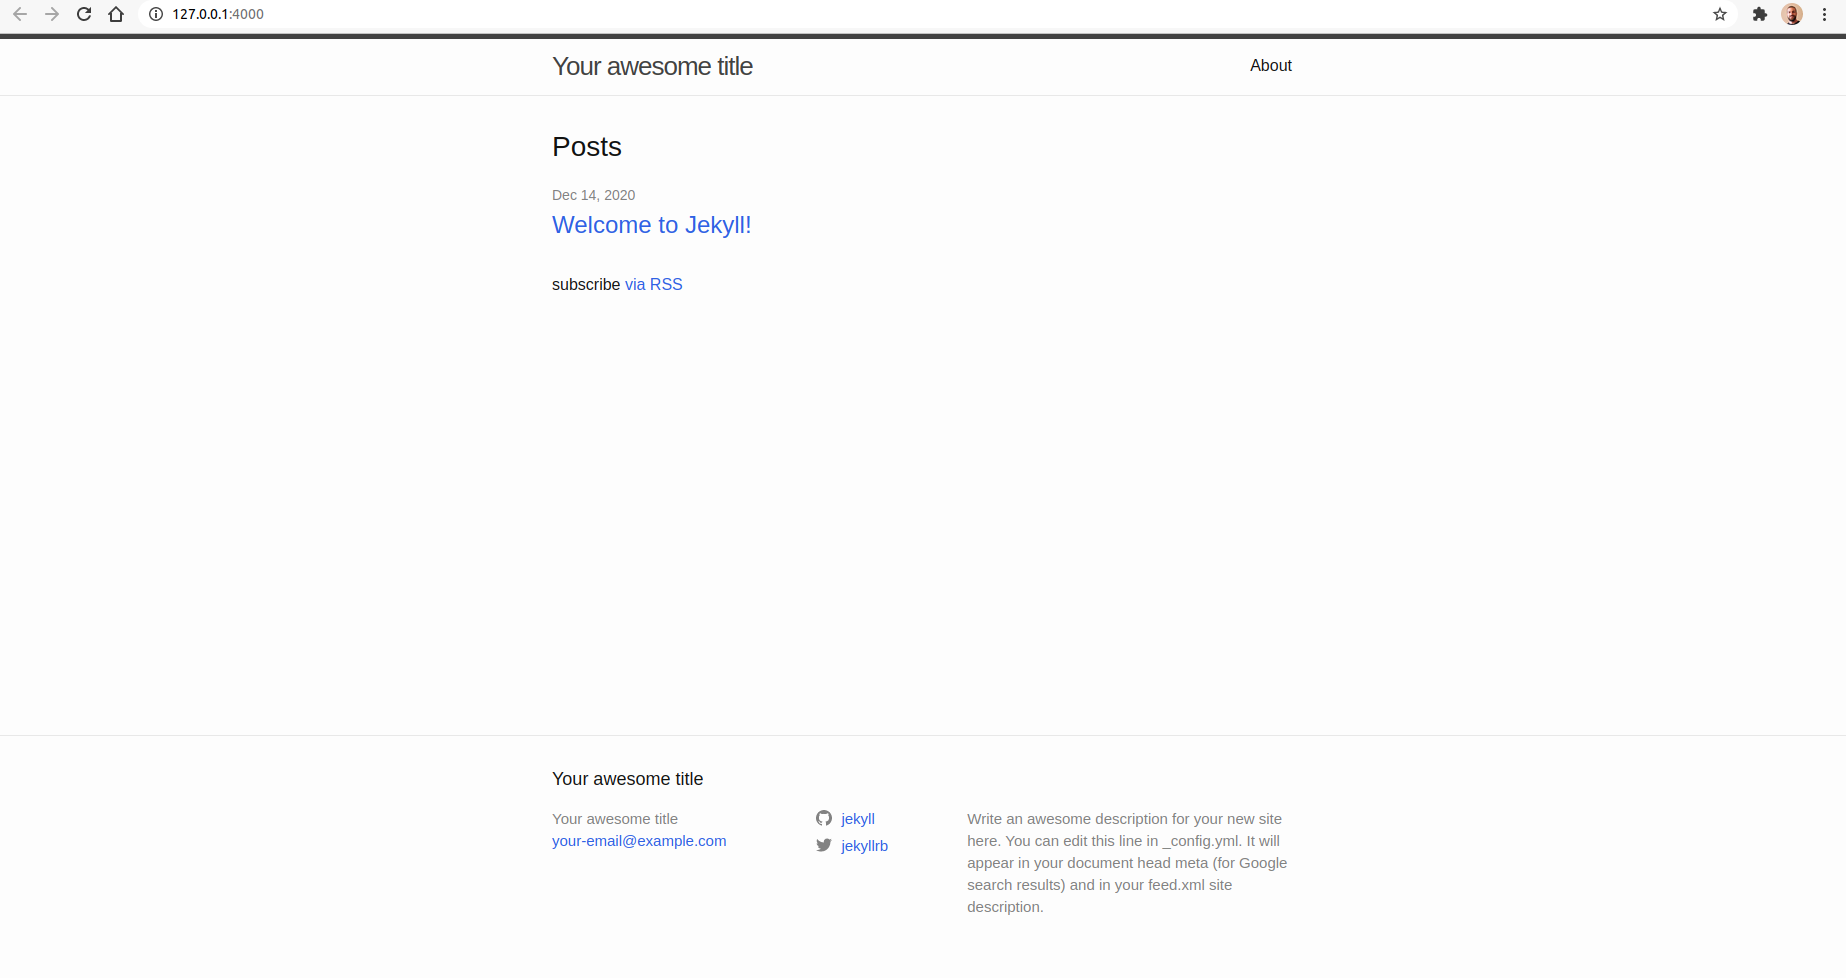 127.0.0.1:4000
Your awesome title
About
Posts
Dec 14, 2020
Welcome to Jekyll!
subscribe via RSS
Your awesome title
Your awesome title
your-email@example.com
jekyll
jekyllrb
Write an awesome description for your new site
here. You can edit this line in _config.yml. It will
appear in your document head meta (for Google
search results) and in your feed.xml site
description.